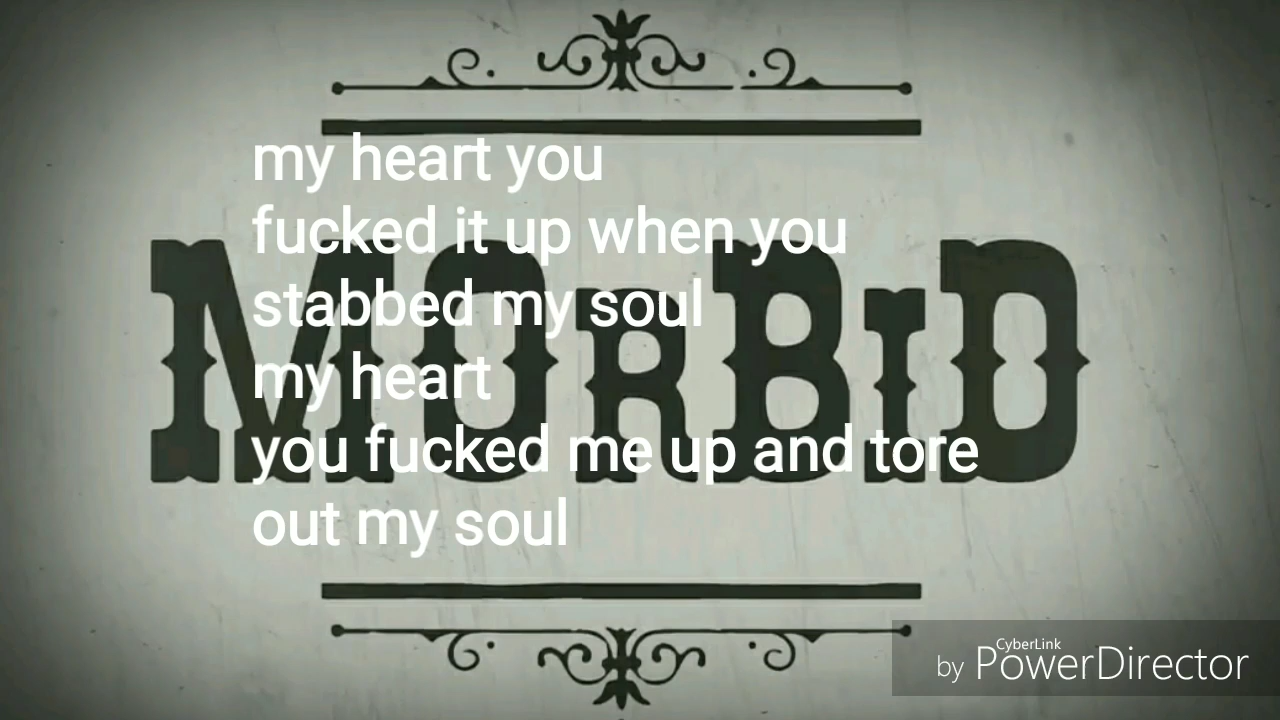 my heart you
fucked it up when you
stabbed my soul
MORBID
my heart
you fucked me up and tore
out my soul
CyberLink
by PowerDirector